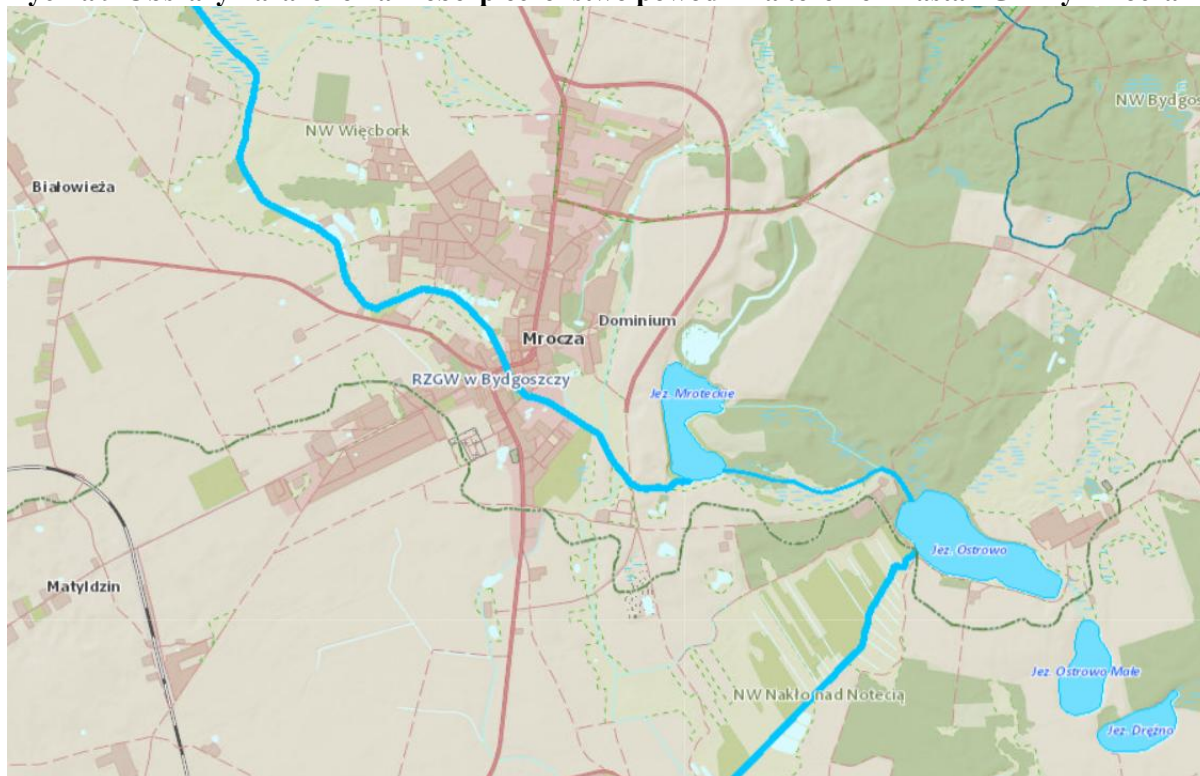 NW Bydgos
NW Więcbork
Białowieża
Dominium
Mrocza
RZGW w Bydgoszczy
Jez. Mroteckie
Jez. Ostrowo
Matyldzin
Jez. Ostrowo Małe
NW Nakło nad Notecią
Jez. Drężno